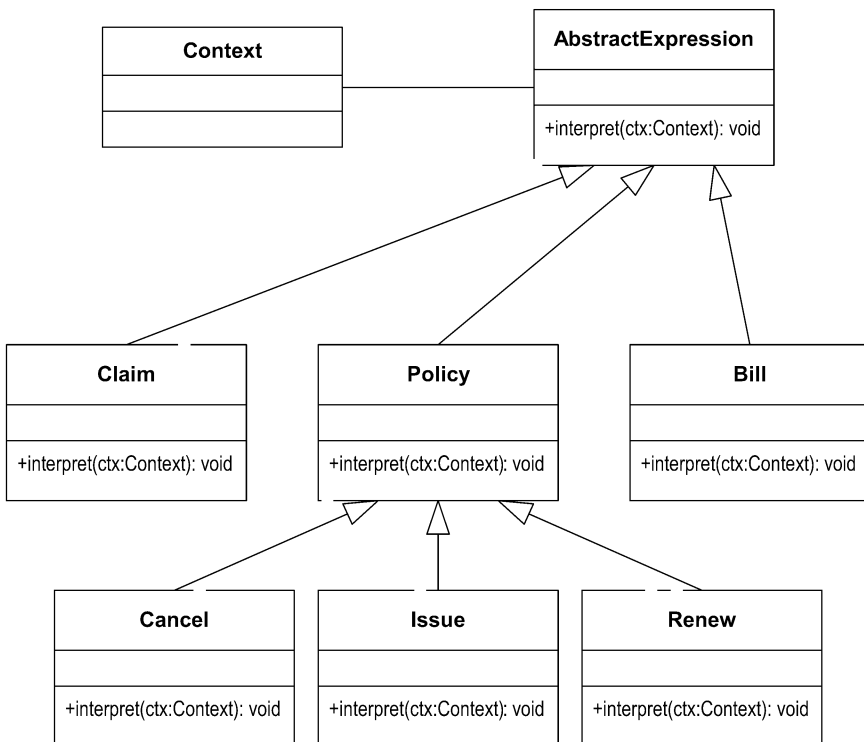 Context
AbstractExpression
+interpret(ctx:Context): void
Claim
Policy
Bill
+interpret(ctx:Context): void
+interpret(ctx:Context): void
+interpret(ctx:Context): void
Cancel
Issue
Renew
+interpret(ctx:Context): void
+interpret(ctx:Context): void
+interpret(ctx:Context): void